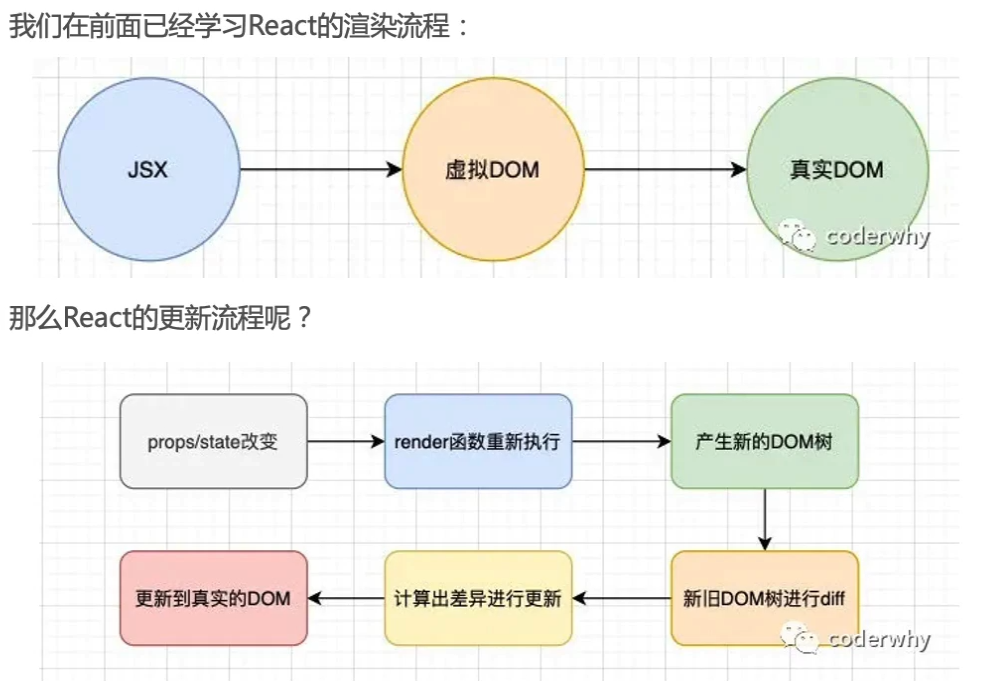 我们在前面已经学习React的渲染流程：
JSX
虚拟DOM
真实DOM
coderwhy
那么React的更新流程呢？
props/state改变
render函数重新执行
产生新的DOM树
更新到真实的DOM
计算出差异进行更新
新旧DOM树进行diff
coderwhy